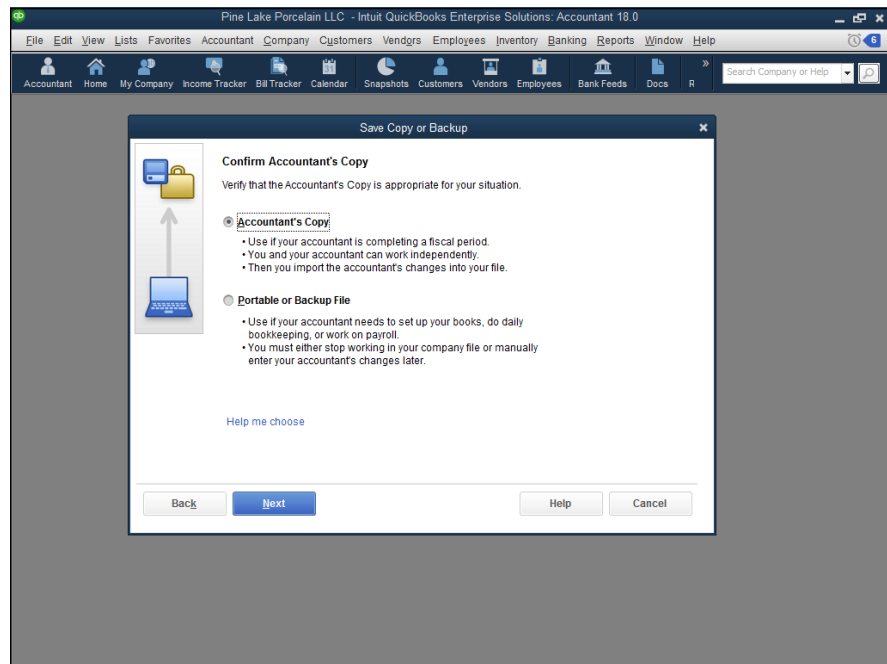 qb
Pine Lake Porcelain LLC - Intuit QuickBooks Enterprise Solutions: Accountant 18.0
File Edit View Lists Favorites Accountant Company Customers Vendors Employees Inventory Banking Reports Window Help
6
Accountant Home My Company Income Tracker Bill Tracker Calendar Snapshots Customers Vendors Employees Bank Feeds Docs R » Search Company or Help
Save Copy or Backup
Confirm Accountant's Copy
Verify that the Accountant's Copy is appropriate for your situation.
Accountant's Copy
• Use if your accountant is completing a fiscal period.
• You and your accountant can work independently.
• Then you import the accountant's changes into your file.
Portable or Backup File
• Use if your accountant needs to set up your books, do daily
bookkeeping, or work on payroll.
• You must either stop working in your company file or manually
enter your accountant's changes later.
Help me choose
Back Next Help Cancel